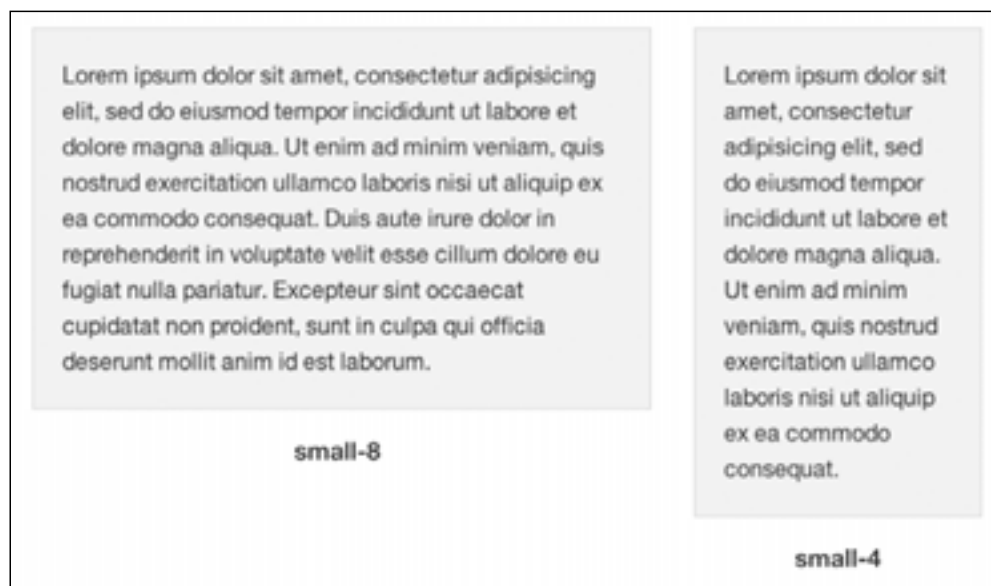 Lorem ipsum dolor sit amet, consectetur adipisicing
elit, sed do eiusmod tempor incididunt ut labore et
dolore magna aliqua. Ut enim ad minim veniam, quis
nostrud exercitation ullamco laboris nisi ut aliquip ex
ea commodo consequat. Duis aute irure dolor in
reprehenderit in voluptate velit esse cillum dolore eu
fugiat nulla pariatur. Excepteur sint occaecat
cupidatat non proident, sunt in culpa qui officia
deserunt mollit anim id est laborum.
small-8
Lorem ipsum dolor sit
amet, consectetur
adipisicing elit, sed
do eiusmod tempor
incididunt ut labore et
dolore magna aliqua.
Ut enim ad minim
veniam, quis nostrud
exercitation ullamco
laboris nisi ut aliquip
ex ea commodo
consequat.
small-4